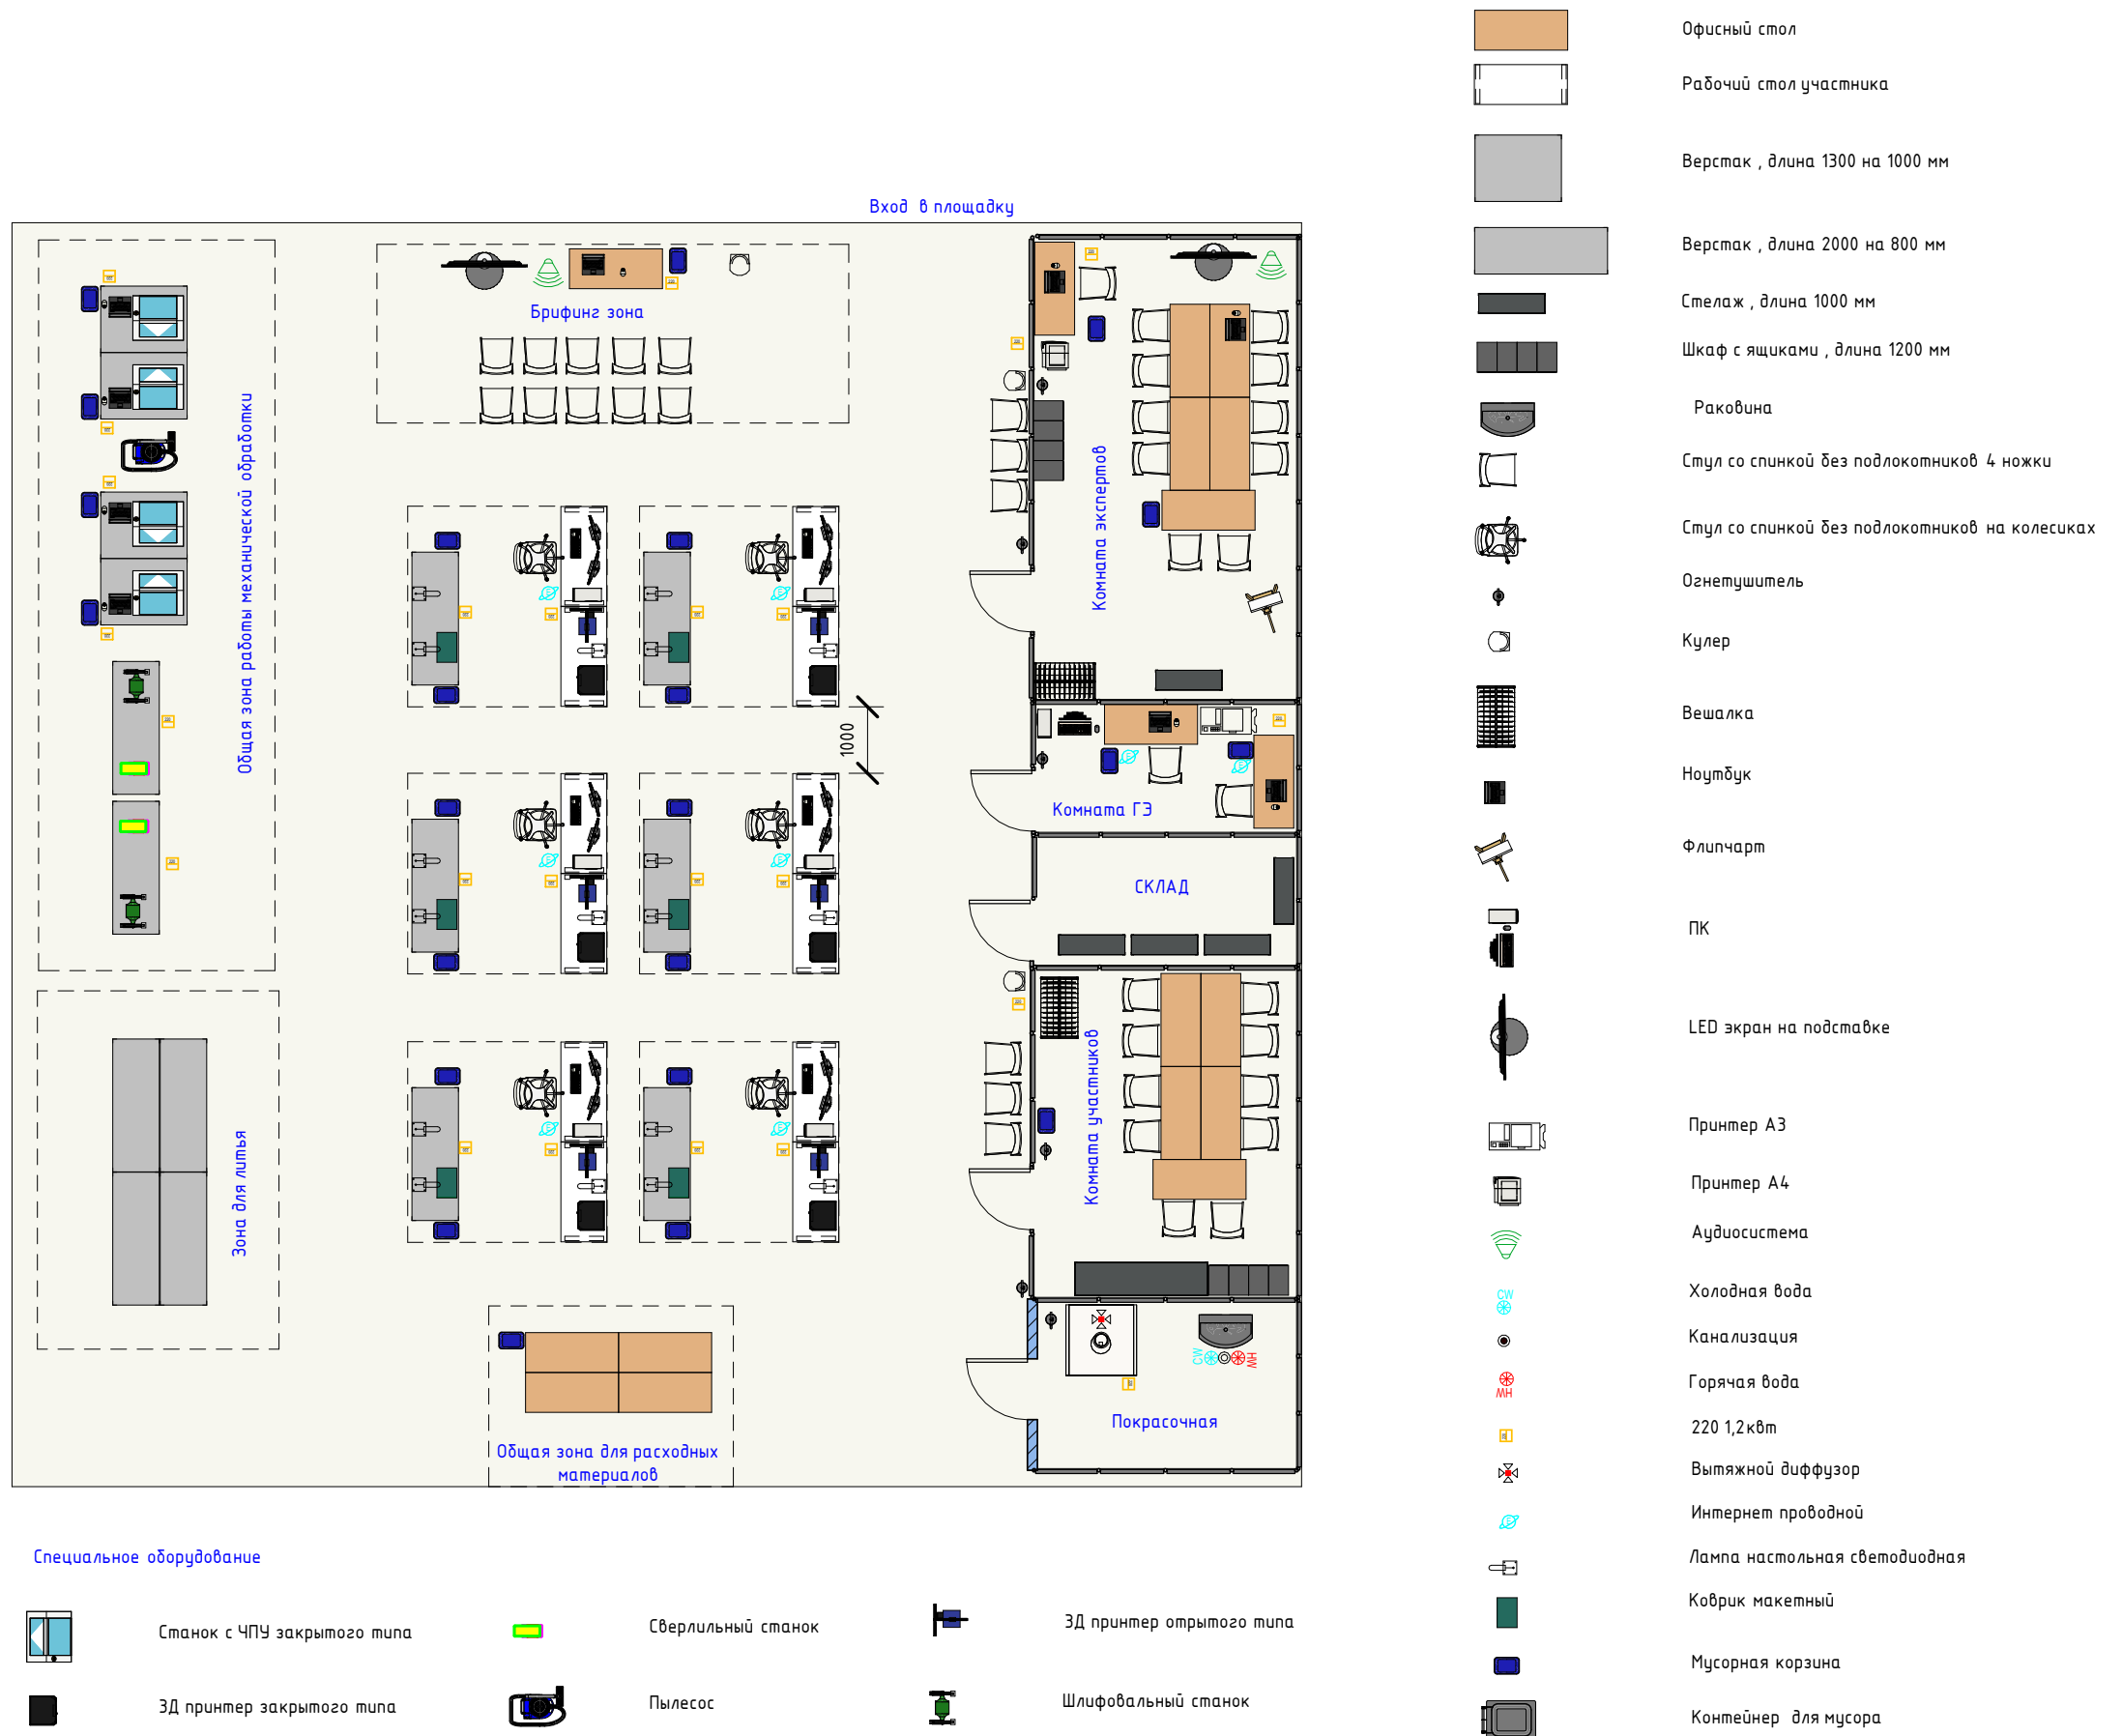 Вход в площадку
Брифинг зона
Общая зона работы механической обработки
Комната экспертов
1000
Комната ГЭ
СКЛАД
Комната участников
Зона для литья
CW
HW
Покрасочная
Общая зона для расходных
материалов
Офисный стол
Рабочий стол участника
Верстак , длина 1300 на 1000 мм
Верстак , длина 2000 на 800 мм
Стелаж , длина 1000 мм
Шкаф с ящиками , длина 1200 мм
Раковина
Стул со спинкой без подлокотников 4 ножки
Стул со спинкой без подлокотников на колесиках
Огнетушитель
Кулер
Вешалка
Ноутбук
Флипчарт
ПК
LED экран на подставке
Принтер А3
Принтер А4
Аудиосистема
CW
Холодная вода
Канализация
HW
Горячая вода
220 1,2квт
Вытяжной диффузор
Интернет проводной
Лампа настольная светодиодная
Коврик макетный
Мусорная корзина
Контейнер для мусора
Специальное оборудование
Станок с ЧПУ закрытого типа
Сверлильный станок
3Д принтер отрытого типа
3Д принтер закрытого типа
Пылесос
Шлифовальный станок